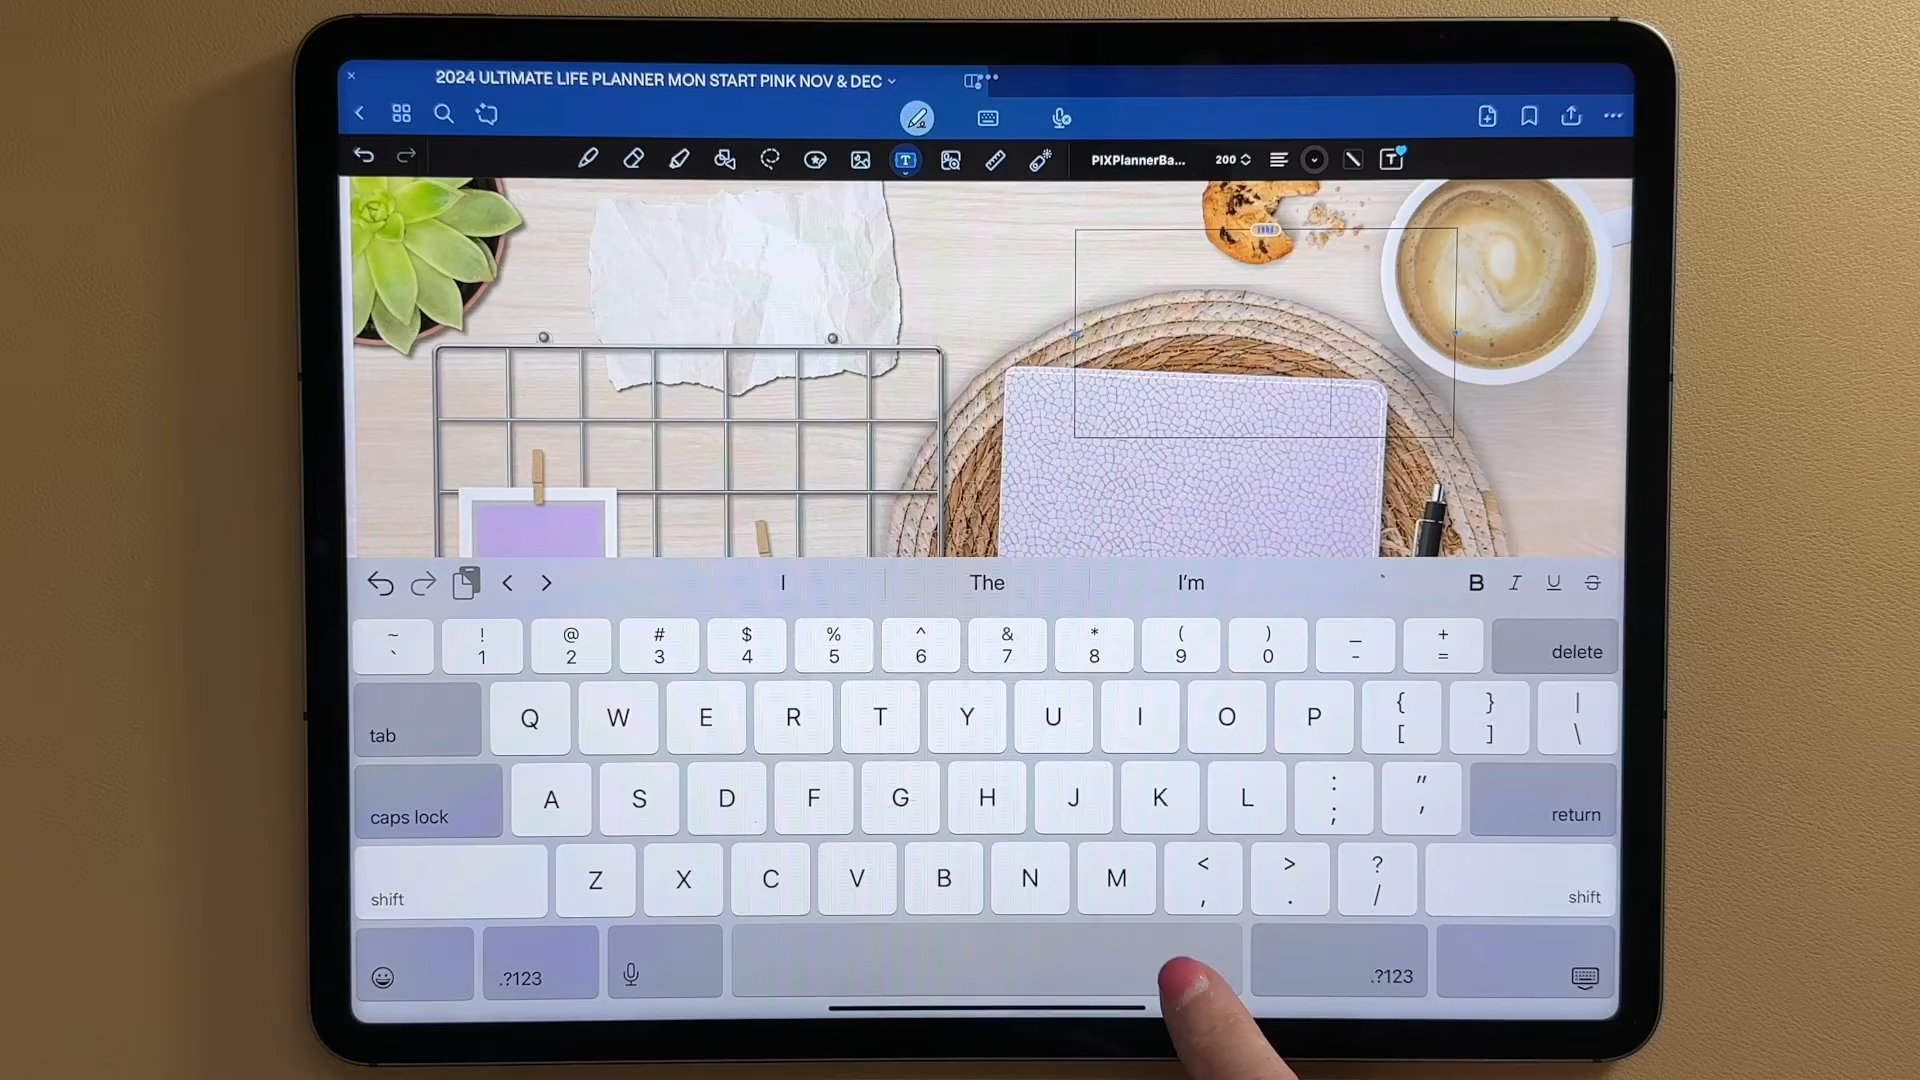 2024 ULTIMATE LIFE PLANNER MON START PINK NOV & DEC
T PIXPlannerBa... 200 T
I The I'm B I U S
~ ! @ # $ % ^ & * ( ) _ +
` 1 2 3 4 5 6 7 8 9 0 - = delete
tab Q W E R T Y U I O P { [ } ] | \
caps lock A S D F G H J K L : ; " ' return
shift Z X C V B N M < , > . ? / shift
.?123 .?123